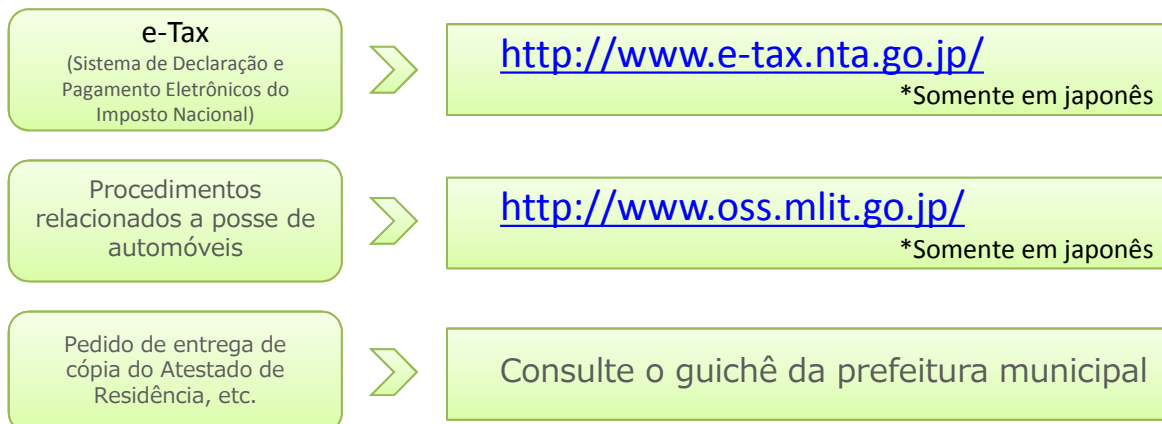 e-Tax
(Sistema de Declaração e
Pagamento Eletrônicos do
Imposto Nacional)
http://www.e-tax.nta.go.jp/
*Somente em japonês
Procedimentos
relacionados a posse de
automóveis
http://www.oss.mlit.go.jp/
*Somente em japonês
Pedido de entrega de
cópia do Atestado de
Residência, etc.
Consulte o guichê da prefeitura municipal